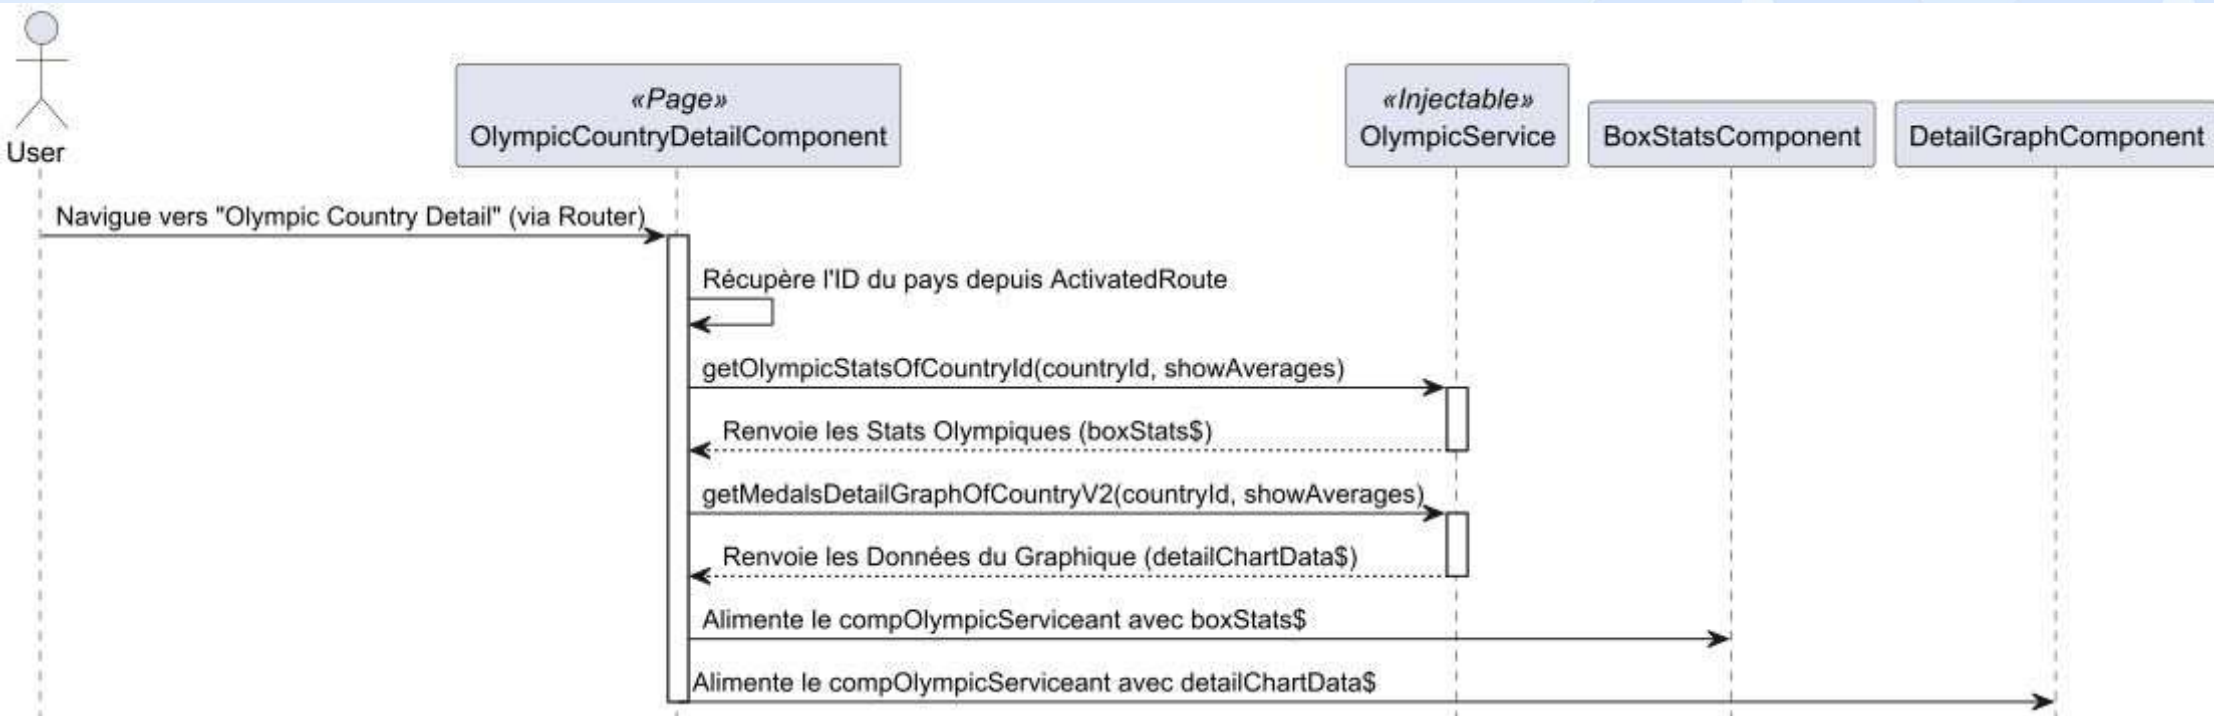 «Page»
OlympicCountryDetailComponent
«Injectable»
OlympicService
BoxStatsComponent
DetailGraphComponent
User
Navigue vers "Olympic Country Detail" (via Router)
Récupère l'ID du pays depuis ActivatedRoute
getOlympicStatsOfCountryId(countryId, showAverages)
Renvoie les Stats Olympiques (boxStats$)
getMedalsDetailGraphOfCountryV2(countryId, showAverages)
Renvoie les Données du Graphique (detailChartData$)
Alimente le compOlympicServiceant avec boxStats$
Alimente le compOlympicServiceant avec detailChartData$